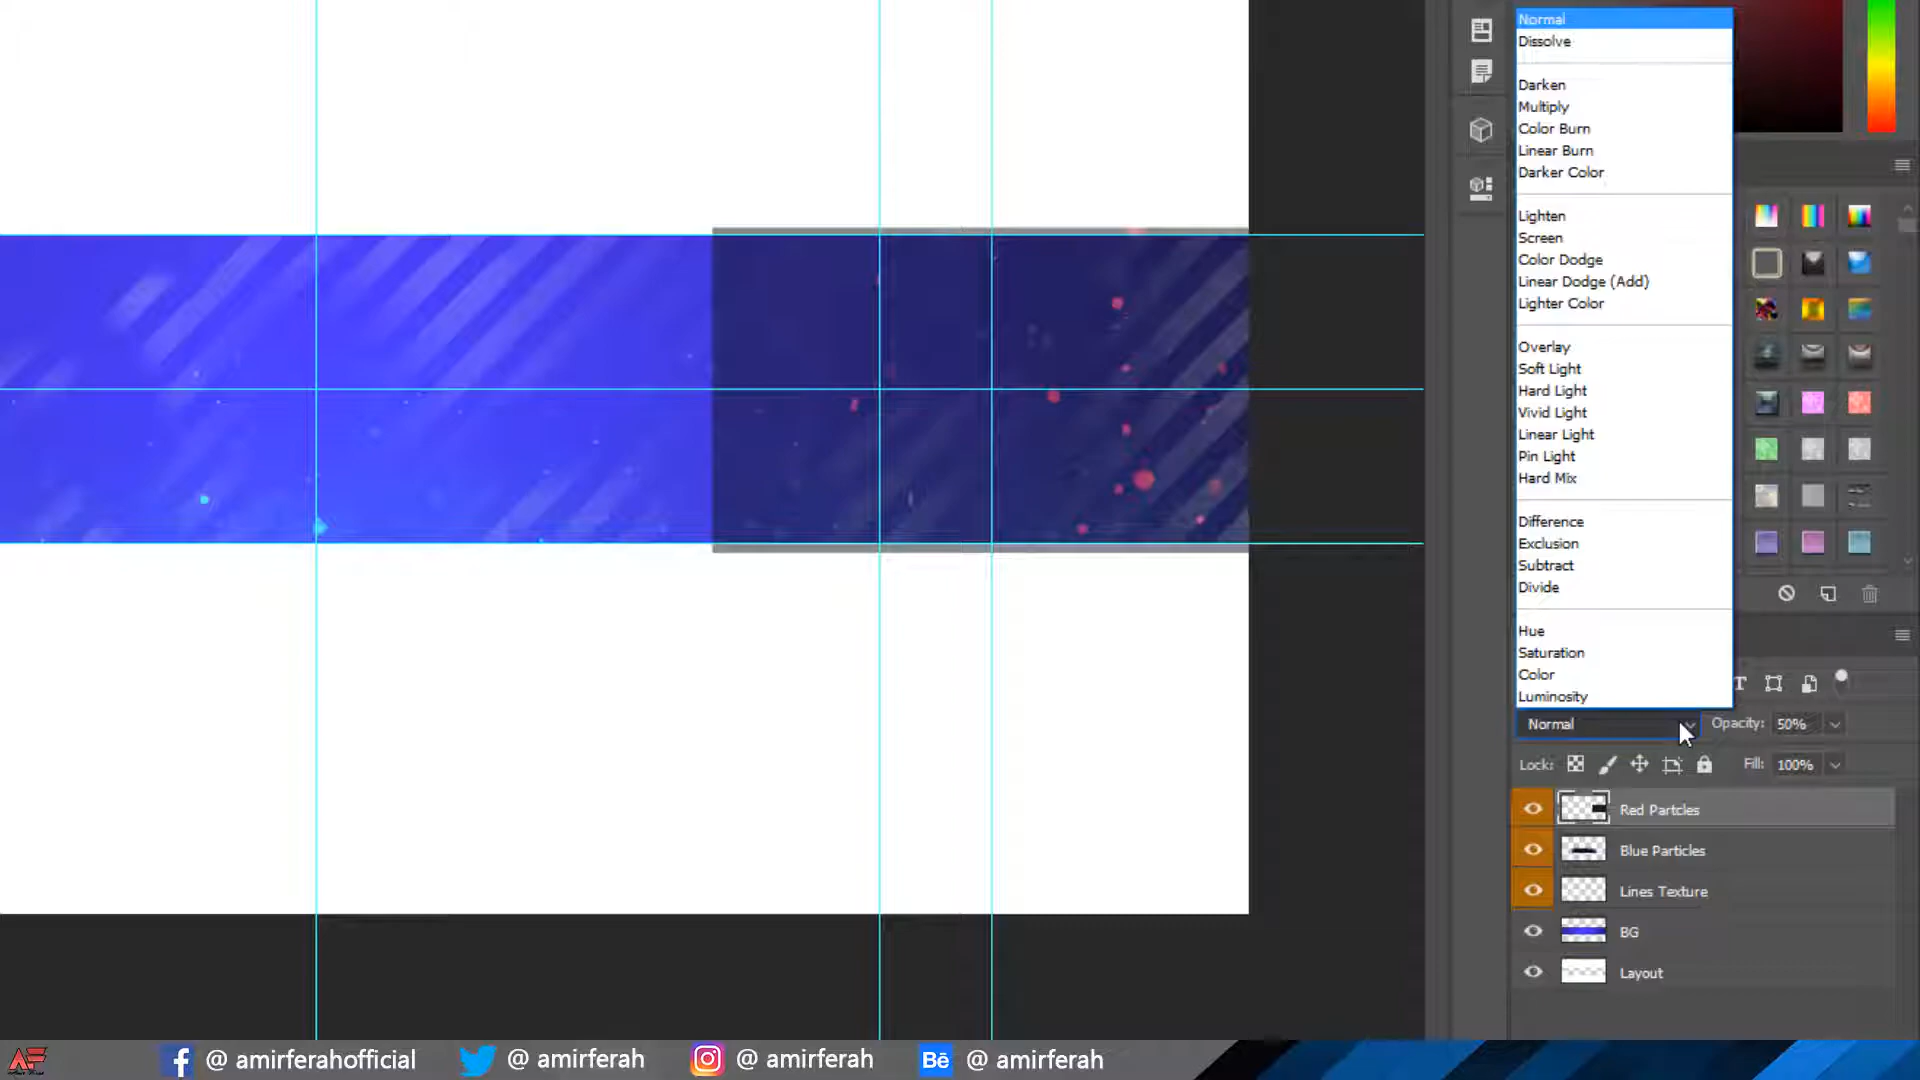 Normal
Dissolve
Darken
Multiply
Color Burn
Linear Burn
Darker Color
Lighten
Screen
Color Dodge
Linear Dodge (Add)
Lighter Color
Overlay
Soft Light
Hard Light
Vivid Light
Linear Light
Pin Light
Hard Mix
Difference
Exclusion
Subtract
Divide
Hue
Saturation
Color
Luminosity
Normal Opacity: 50%
Lock: Fill: 100%
Red Partcles
Blue Particles
Lines Texture
BG
Layout
AF f @ amirferahofficial @ amirferah @ amirferah Bē @ amirferah